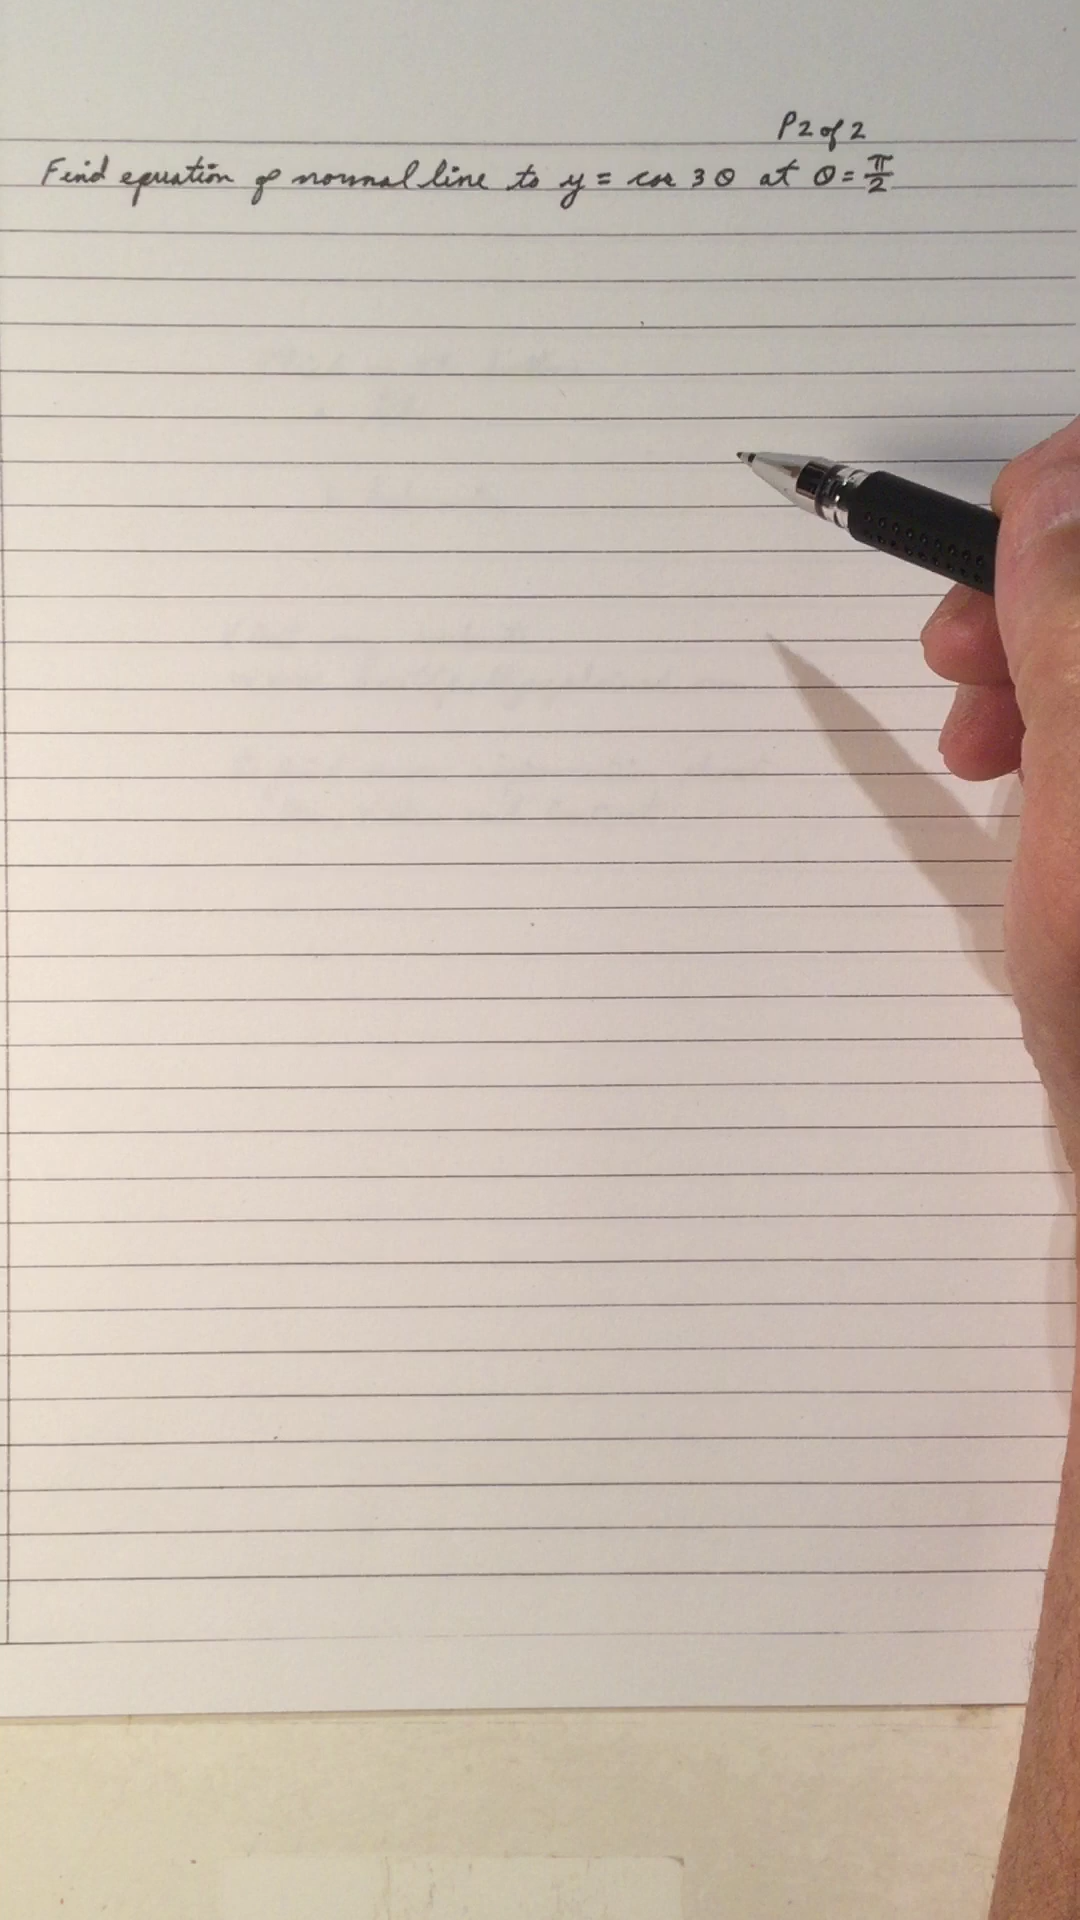 P2 of 2
Find equation of normal line to y = cos 3θ at θ = π/2